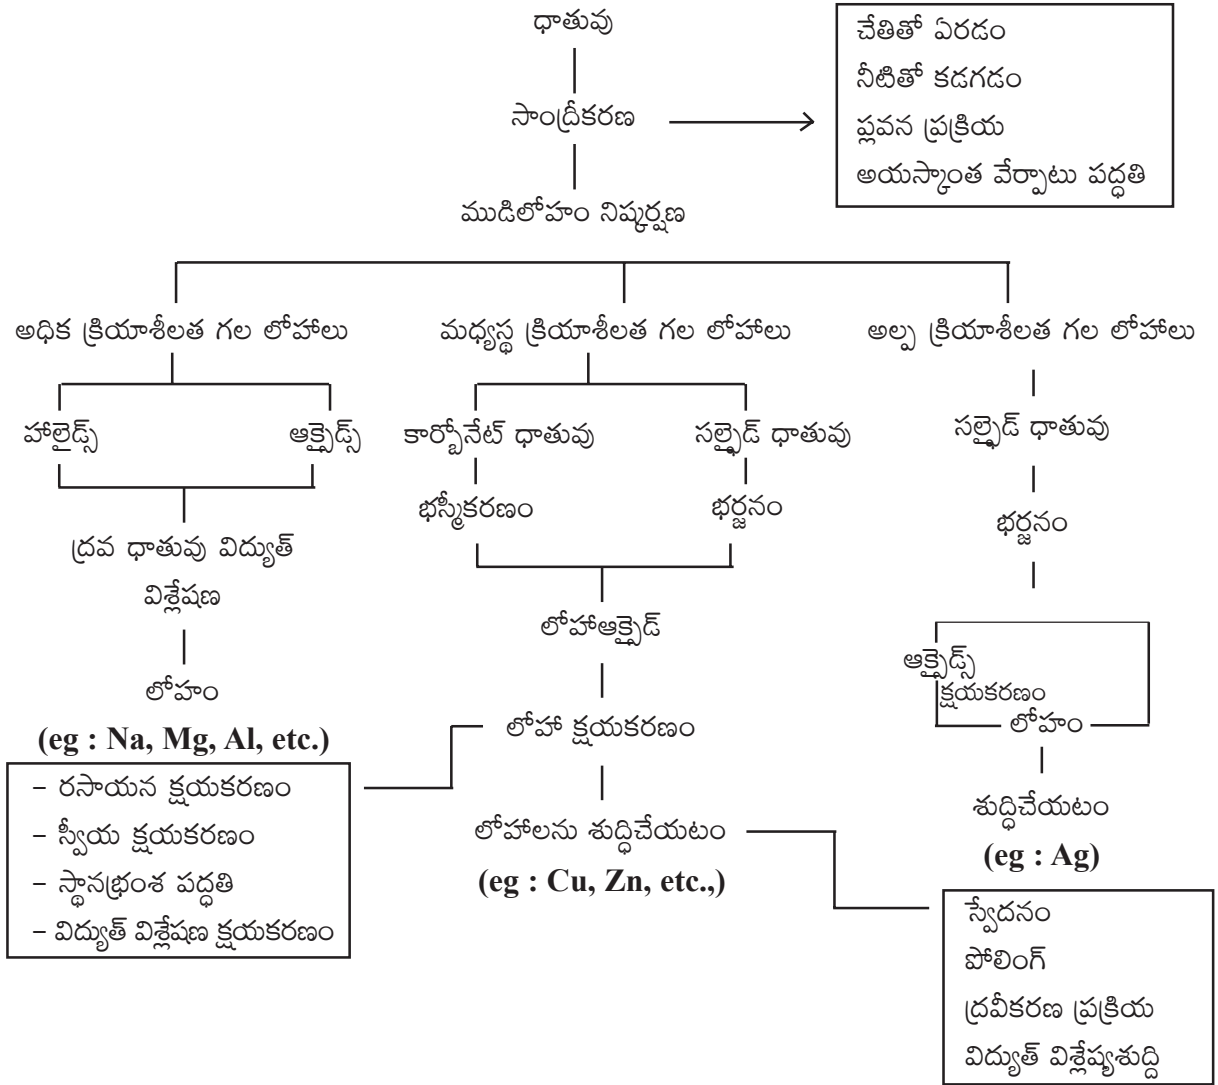 ధాతువు
సాంద్రీకరణ
చేతితో ఏరడం
నీటితో కడగడం
ప్లవన ప్రక్రియ
అయస్కాంత వేర్పాటు పద్ధతి
ముడిలోహం నిష్కర్షణ
అధిక క్రియాశీలత గల లోహాలు
మధ్యస్థ క్రియాశీలత గల లోహాలు
అల్ప క్రియాశీలత గల లోహాలు
హాలైడ్స్
ఆక్సైడ్స్
కార్బోనేట్ ధాతువు
సల్ఫైడ్ ధాతువు
సల్ఫైడ్ ధాతువు
భస్మీకరణం
భర్జనం
భర్జనం
ద్రవ ధాతువు విద్యుత్
విశ్లేషణ
లోహఆక్సైడ్
ఆక్సైడ్స్
క్షయకరణం
లోహం
లోహం
(eg : Na, Mg, Al, etc.)
లోహా క్షయకరణం
– రసాయన క్షయకరణం
– స్వీయ క్షయకరణం
– స్థానభ్రంశ పద్ధతి
– విద్యుత్ విశ్లేషణ క్షయకరణం
లోహాలను శుద్ధిచేయటం
(eg : Cu, Zn, etc.,)
శుద్ధిచేయటం
(eg : Ag)
స్వేదనం
పోలింగ్
ద్రవీకరణ ప్రక్రియ
విద్యుత్ విశ్లేష్యశుద్ది